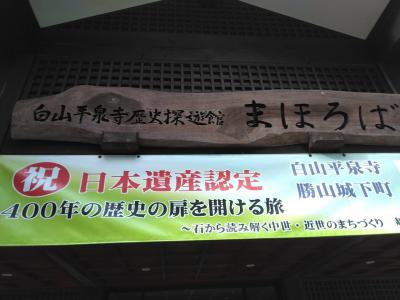 白山平泉寺歴史探遊館 まほろば
祝 日本遺産認定
白山平泉寺
勝山城下町
400年の歴史の扉を開ける旅
～石から読み解く中世・近世のまちづくり